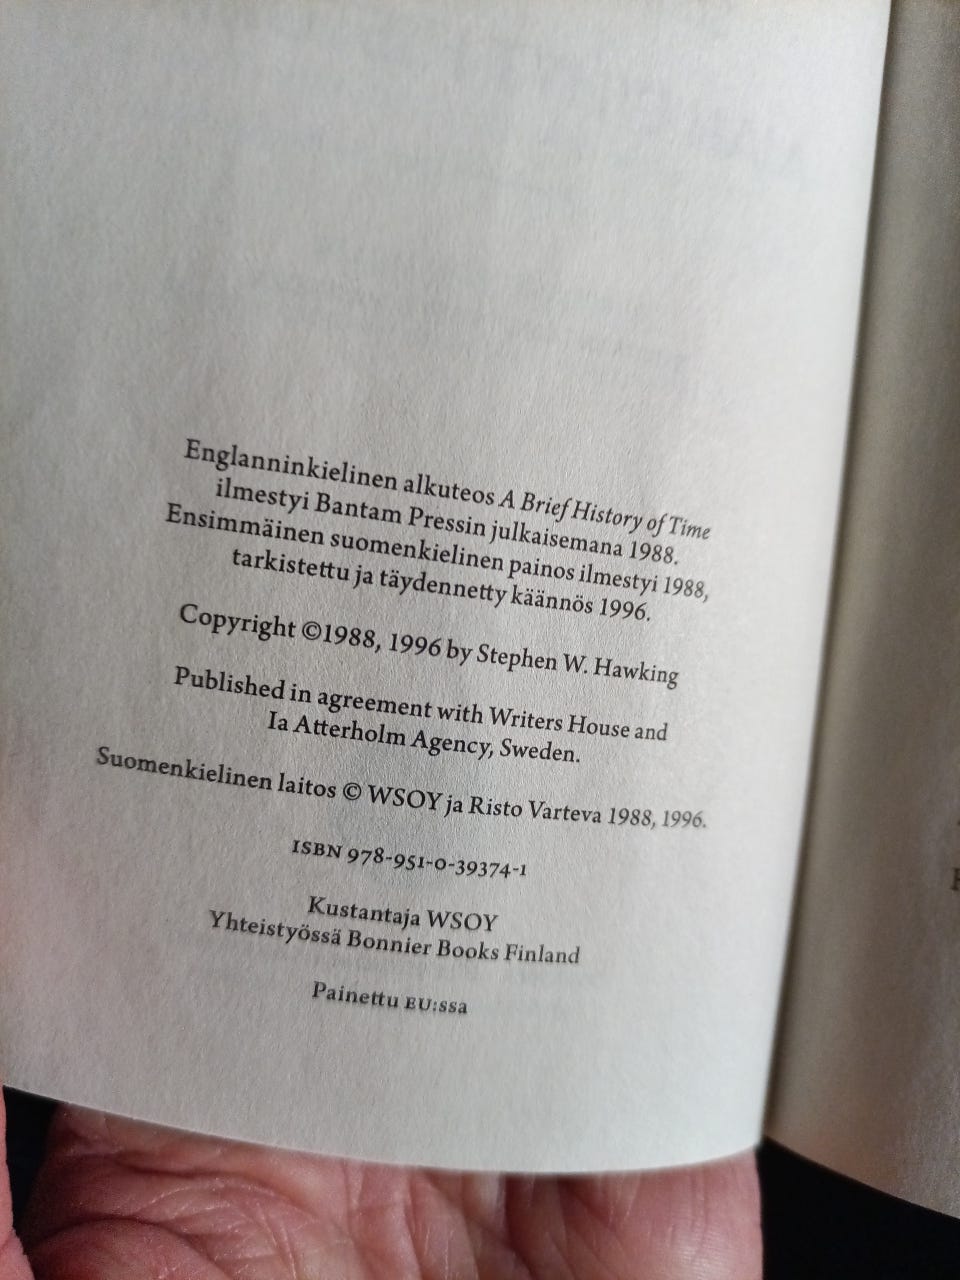 Englanninkielinen alkuteos A Brief History of Time
ilmestyi Bantam Pressin julkaisemana 1988.
Ensimmäinen suomenkielinen painos ilmestyi 1988,
tarkistettu ja täydennetty käännös 1996.
Copyright ©1988, 1996 by Stephen W. Hawking
Published in agreement with Writers House and
Ia Atterholm Agency, Sweden.
Suomenkielinen laitos © WSOY ja Risto Varteva 1988, 1996.
ISBN 978-951-0-39374-1
Kustantaja WSOY
Yhteistyössä Bonnier Books Finland
Painettu EU:ssa